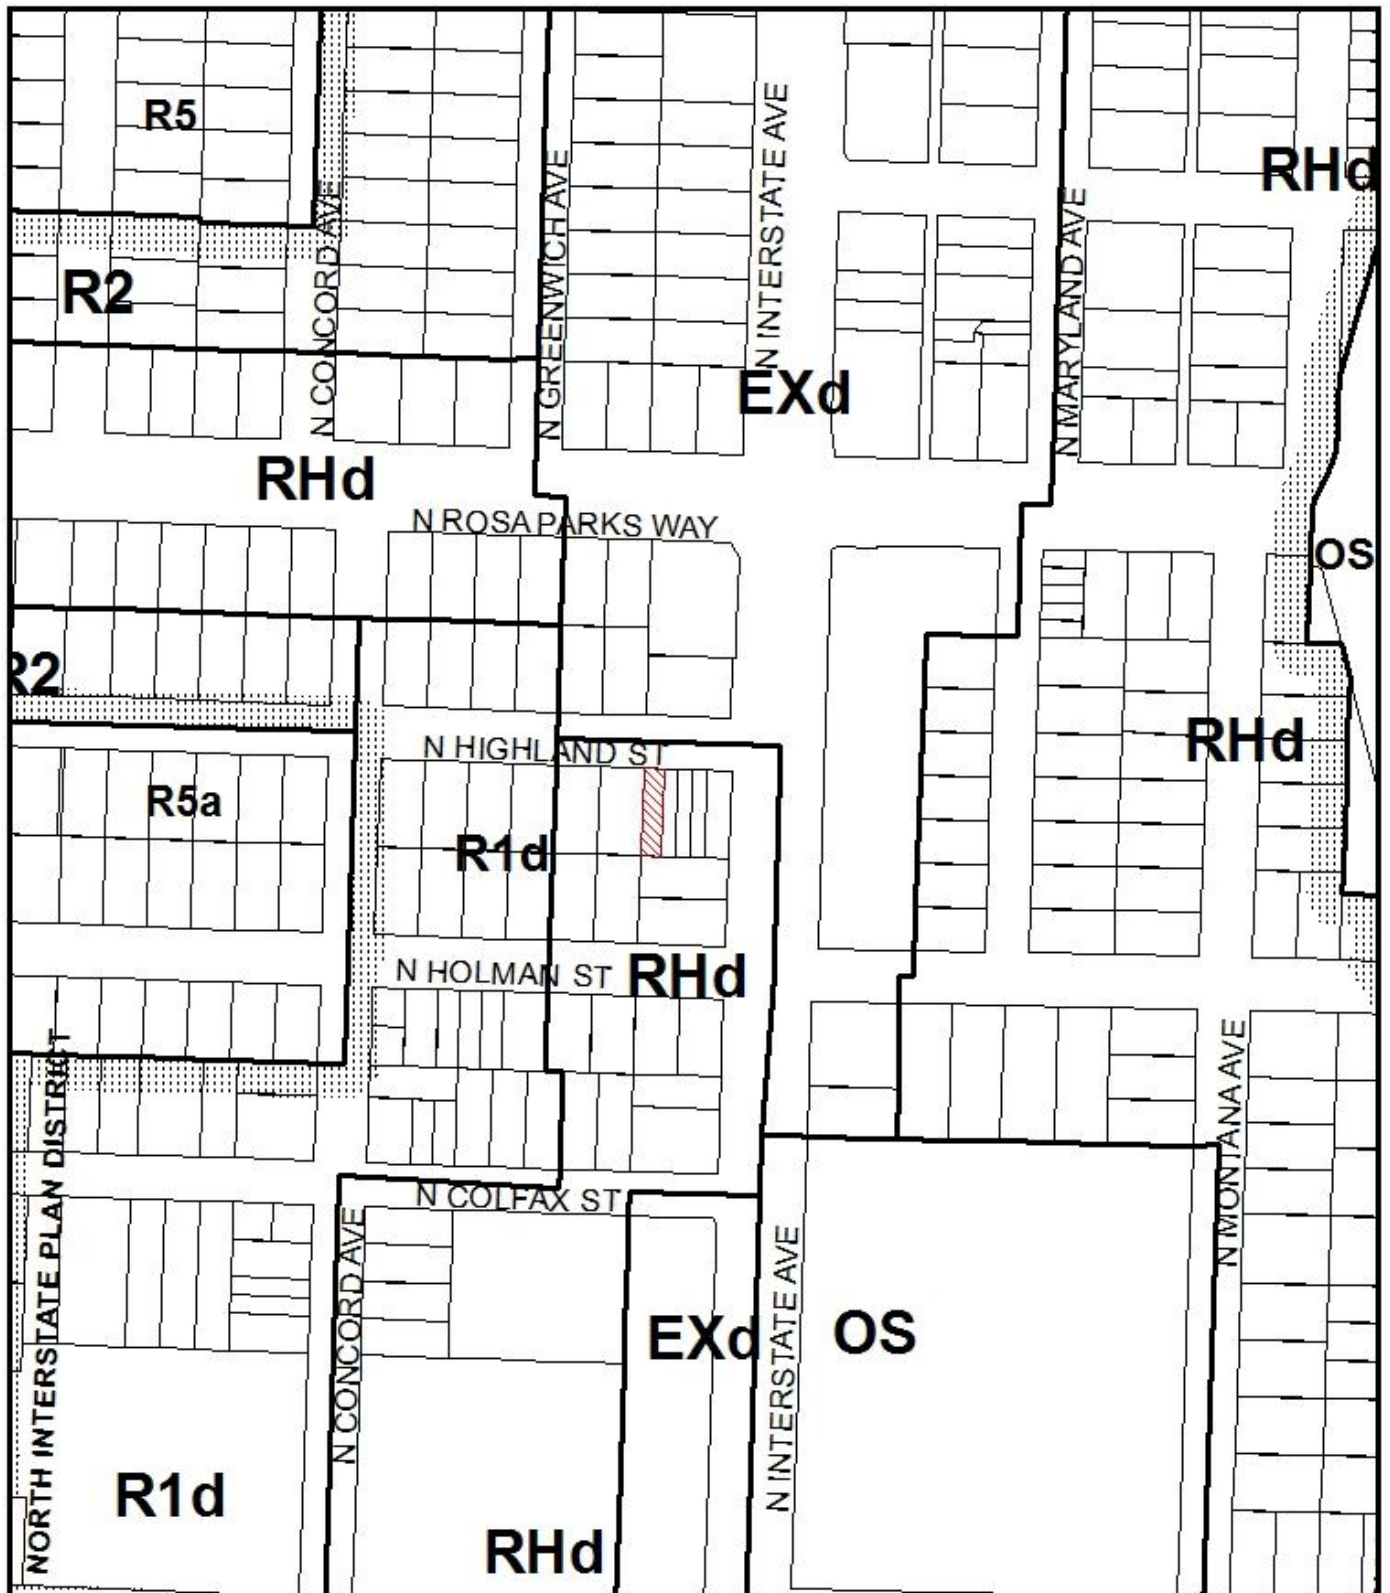 R5
RHd
N INTERSTATE AVE
N GREENWICH AVE
N CONCORD AVE
N MARYLAND AVE
R2
EXd
RHd
N ROSA PARKS WAY
OS
R2
N HIGHLAND ST
RHd
R5a
R1d
N HOLMAN ST
RHd
N MONTANA AVE
NORTH INTERSTATE PLAN DISTRICT
N COLFAX ST
N CONCORD AVE
N INTERSTATE AVE
EXd
OS
R1d
RHd